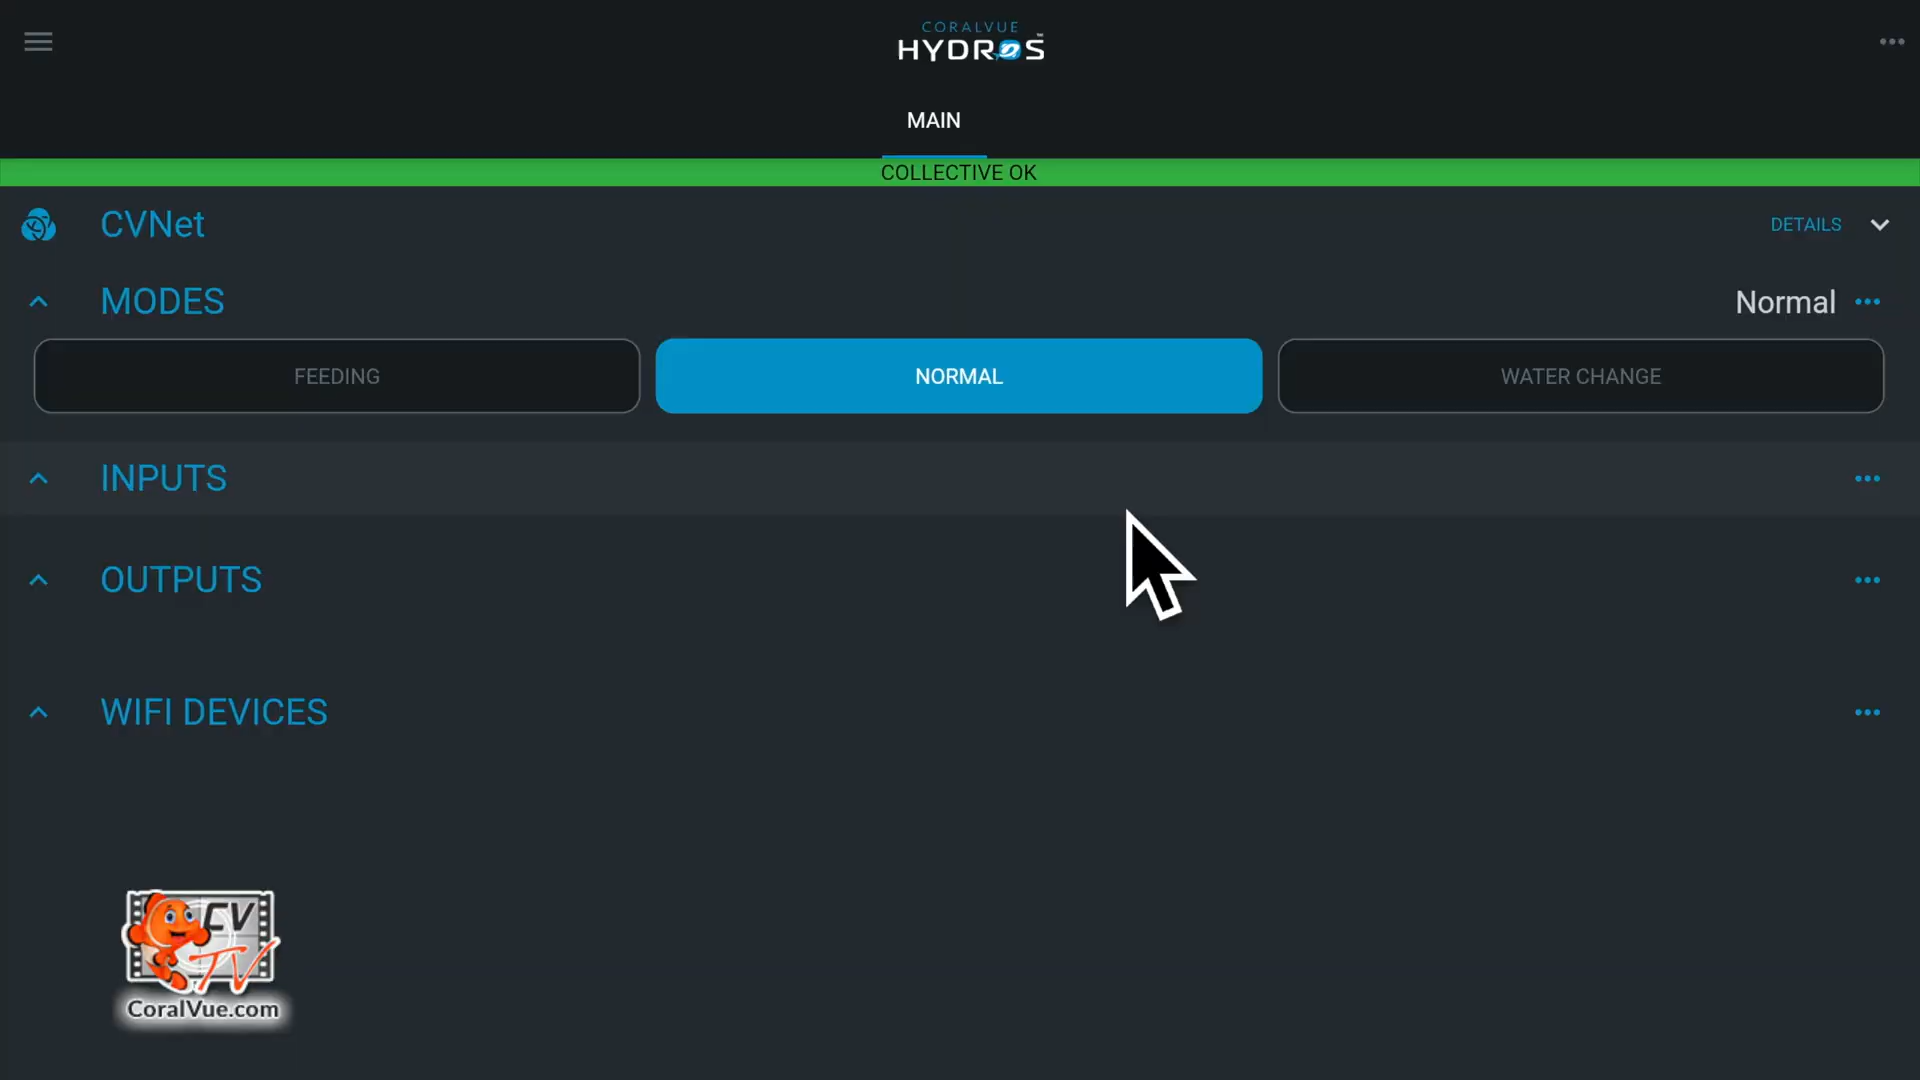 CORALVUE
HYDROS™
MAIN
COLLECTIVE OK
CVNet
DETAILS
MODES
Normal
FEEDING
NORMAL
WATER CHANGE
INPUTS
OUTPUTS
WIFI DEVICES
CV
TV
CoralVue.com